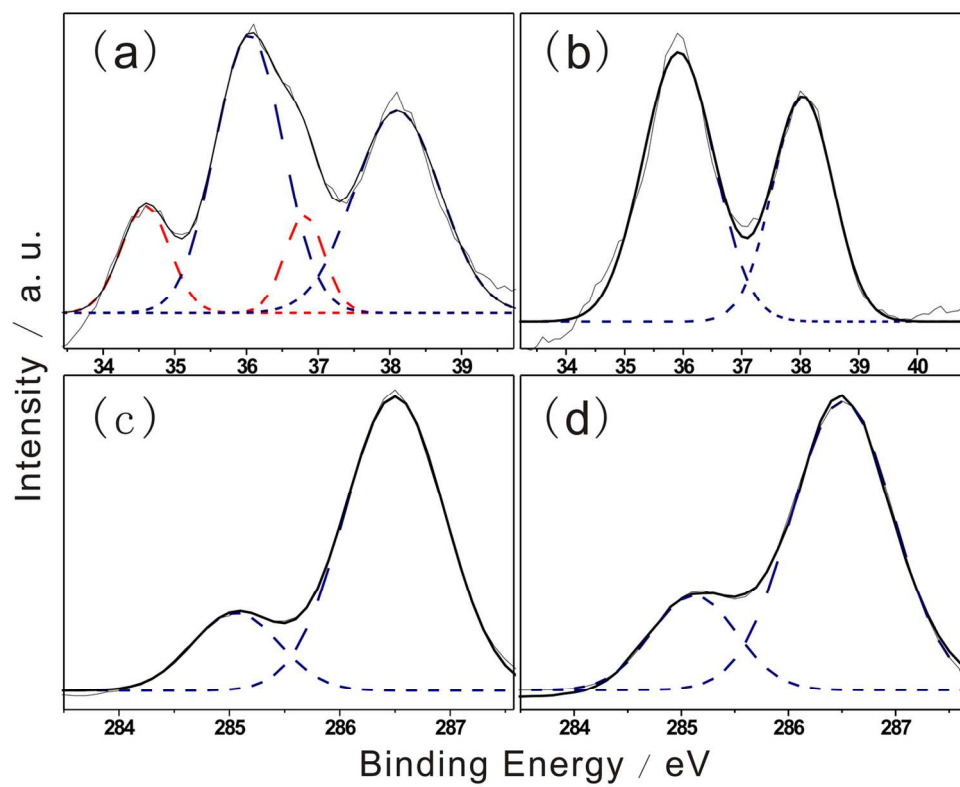 (a)
(b)
34 35 36 37 38 39
34 35 36 37 38 39 40
(c)
(d)
284 285 286 287
284 285 286 287
Intensity / a. u.
Binding Energy / eV